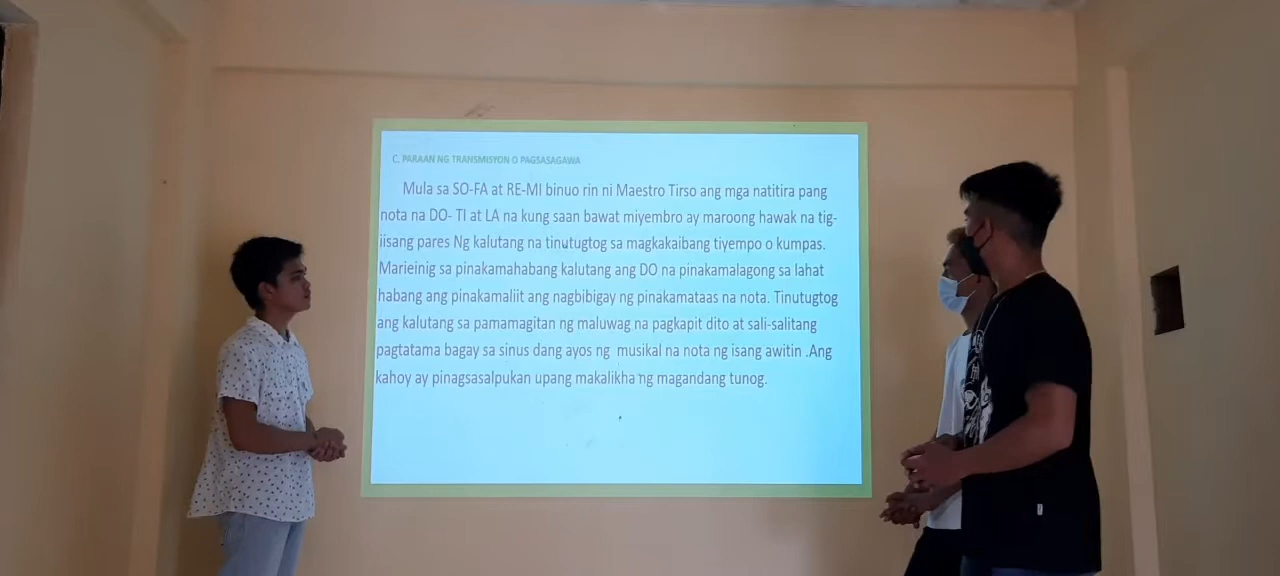 C. PARAAN NG TRANSMISYON O PAGSASAGAWA
Mula sa SO-FA at RE-MI binuo rin ni Maestro Tirso ang mga natitira pang
nota na DO- TI at LA na kung saan bawat miyembro ay maroong hawak na tig-
iisang pares Ng kalutang na tinutugtog sa magkakaibang tiyempo o kumpas.
Marieinig sa pinakamahabang kalutang ang DO na pinakamalagong sa lahat
habang ang pinakamaliit ang nagbibigay ng pinakamataas na nota. Tinutugtog
ang kalutang sa pamamagitan ng maluwag na pagkapit dito at sali-salitang
pagtatama bagay sa sinus dang ayos ng musikal na nota ng isang awitin .Ang
kahoy ay pinagsasalpukan upang makalikha ng magandang tunog.